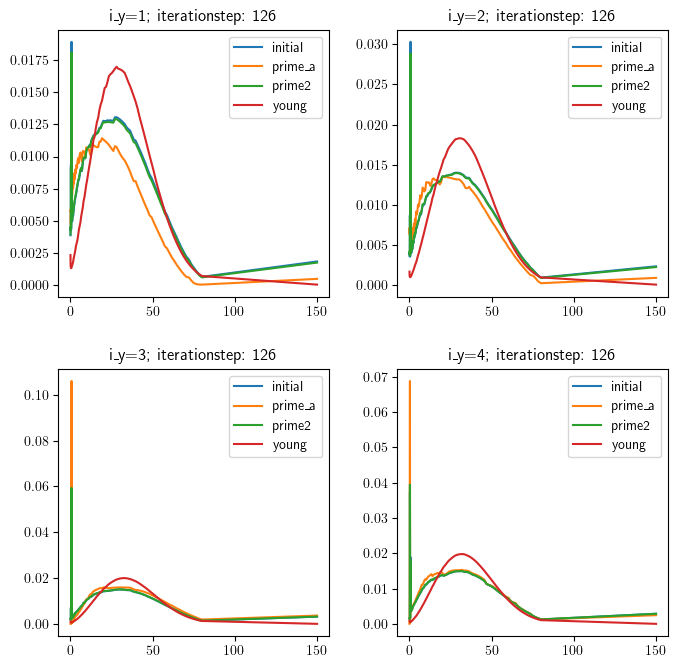 i_y=1; iterationstep: 126
0.0175
0.0150
0.0125
0.0100
0.0075
0.0050
0.0025
0.0000
0 50 100 150
initial
prime_a
prime2
young
i_y=2; iterationstep: 126
0.030
0.025
0.020
0.015
0.010
0.005
0.000
0 50 100 150
initial
prime_a
prime2
young
i_y=3; iterationstep: 126
0.10
0.08
0.06
0.04
0.02
0.00
0 50 100 150
initial
prime_a
prime2
young
i_y=4; iterationstep: 126
0.07
0.06
0.05
0.04
0.03
0.02
0.01
0.00
0 50 100 150
initial
prime_a
prime2
young